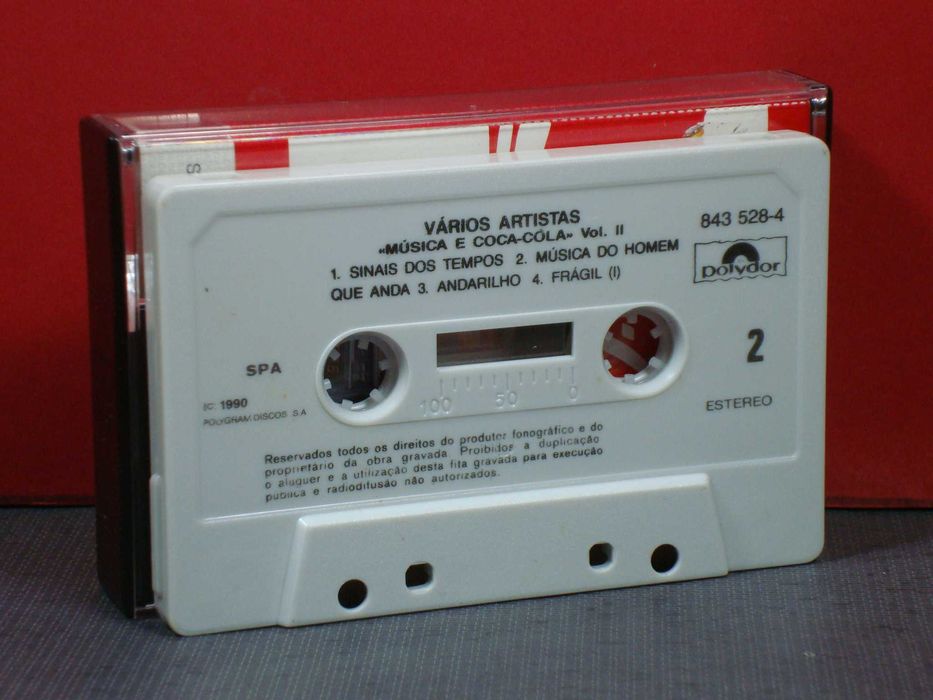 VÁRIOS ARTISTAS
«MÚSICA E COCA-COLA» Vol. II
1. SINAIS DOS TEMPOS 2. MÚSICA DO HOMEM
QUE ANDA 3. ANDARILHO 4. FRÁGIL (I)
843 528-4
polydor
SPA
2
(C) 1990
POLYGRAM DISCOS S.A
100 50 0
ESTEREO
Reservados todos os direitos do produtor fonográfico e do
proprietário da obra gravada. Proibidos a duplicação
o aluguer e a utilização desta fita gravada para execução
pública e radiodifusão não autorizados.